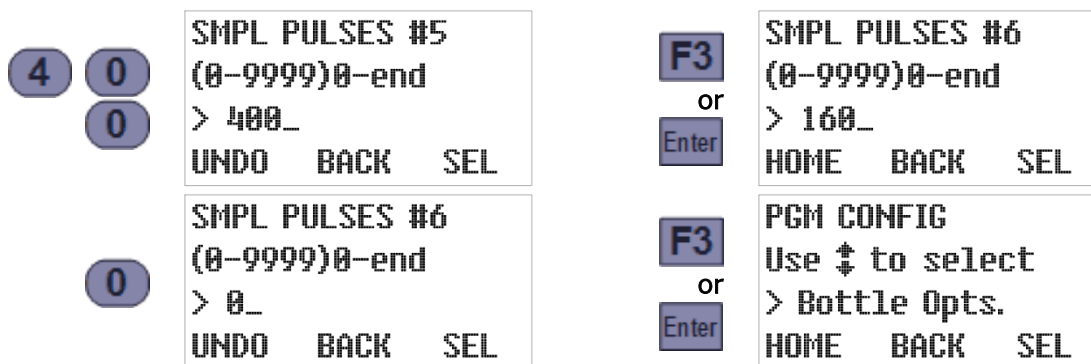 4 0
0
SMPL PULSES #5
(0-9999)0-end
> 400_
UNDO BACK SEL
F3
or
Enter
SMPL PULSES #6
(0-9999)0-end
> 160_
HOME BACK SEL
0
SMPL PULSES #6
(0-9999)0-end
> 0_
UNDO BACK SEL
F3
or
Enter
PGM CONFIG
Use ↕ to select
> Bottle Opts.
HOME BACK SEL